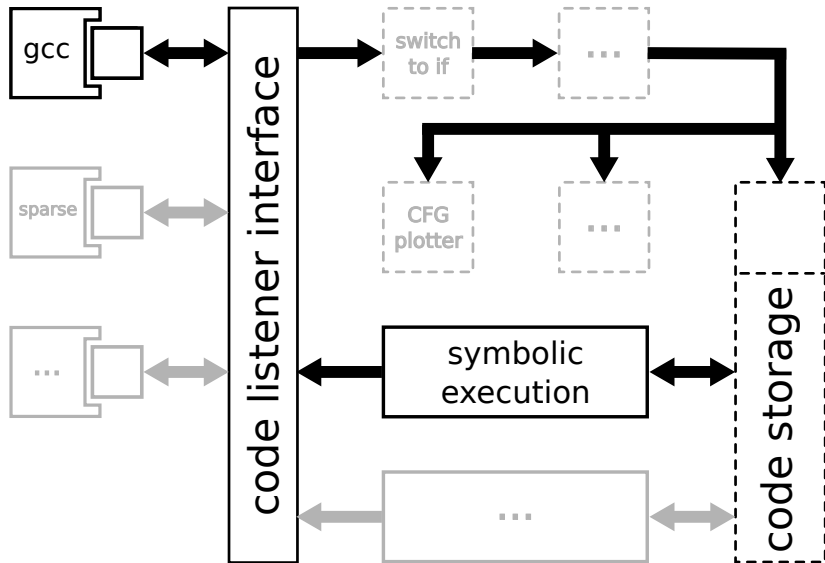 gcc
switch
to if
...
code listener interface
sparse
CFG
plotter
...
...
symbolic
execution
code storage
...